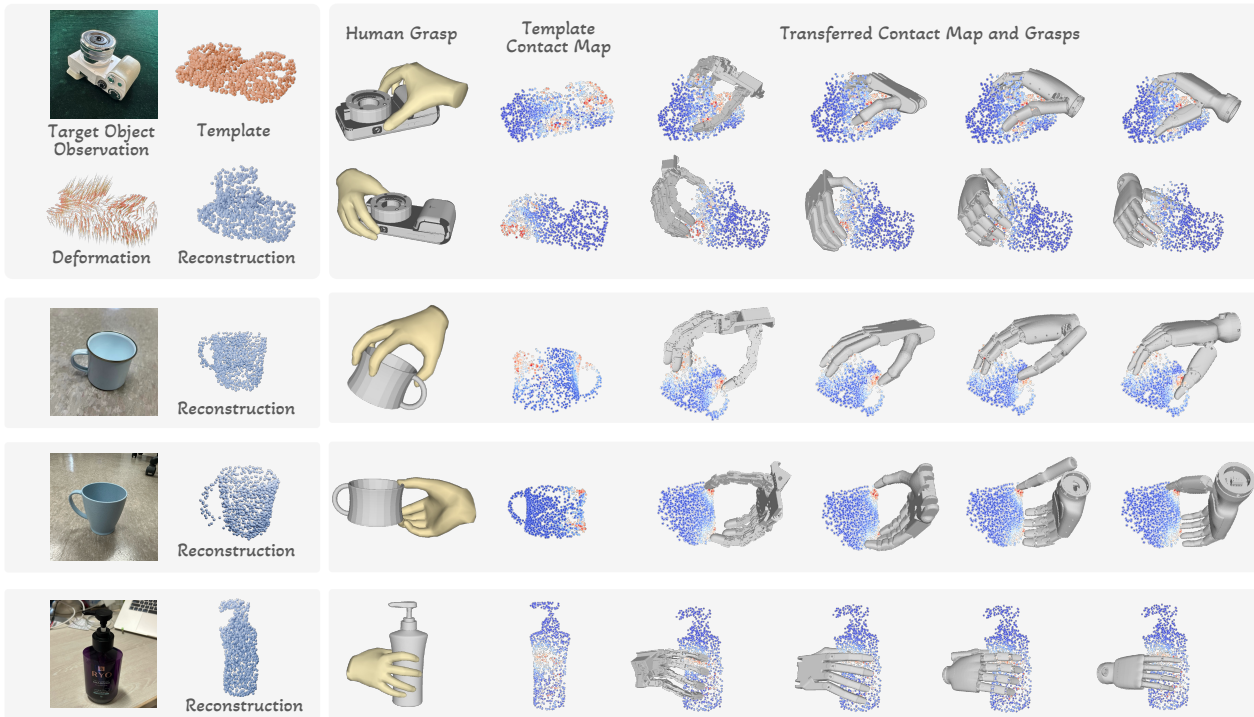 Human Grasp
Template
Contact Map
Transferred Contact Map and Grasps
Target Object
Observation
Template
Deformation
Reconstruction
Reconstruction
Reconstruction
RYO
Reconstruction